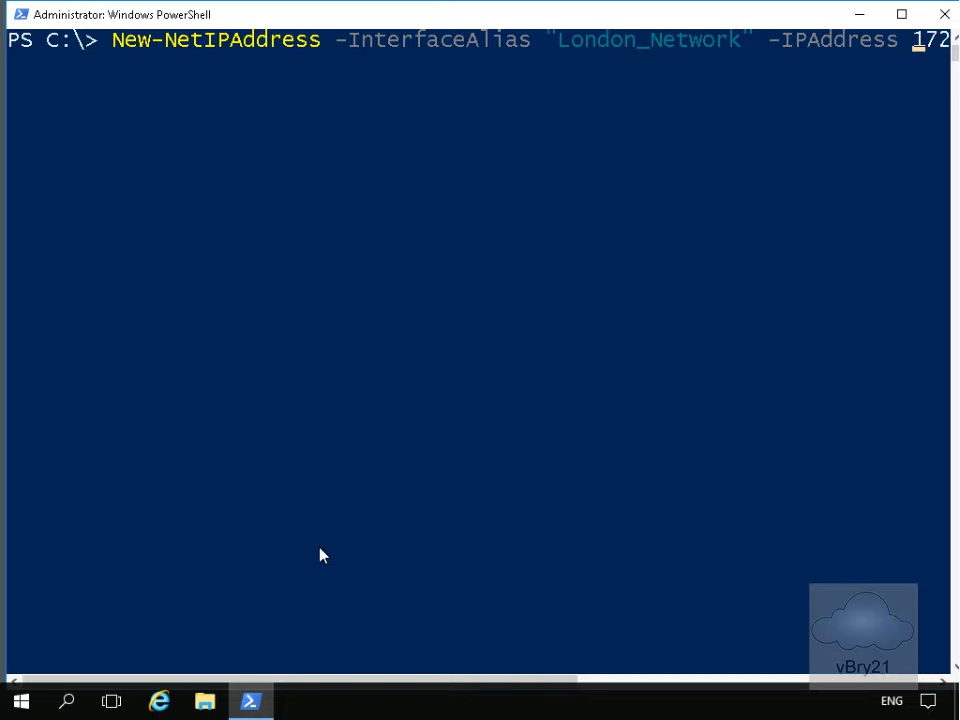 Administrator: Windows PowerShell
PS C:\> New-NetIPAddress -InterfaceAlias "London_Network" -IPAddress 172
vBry21
ENG